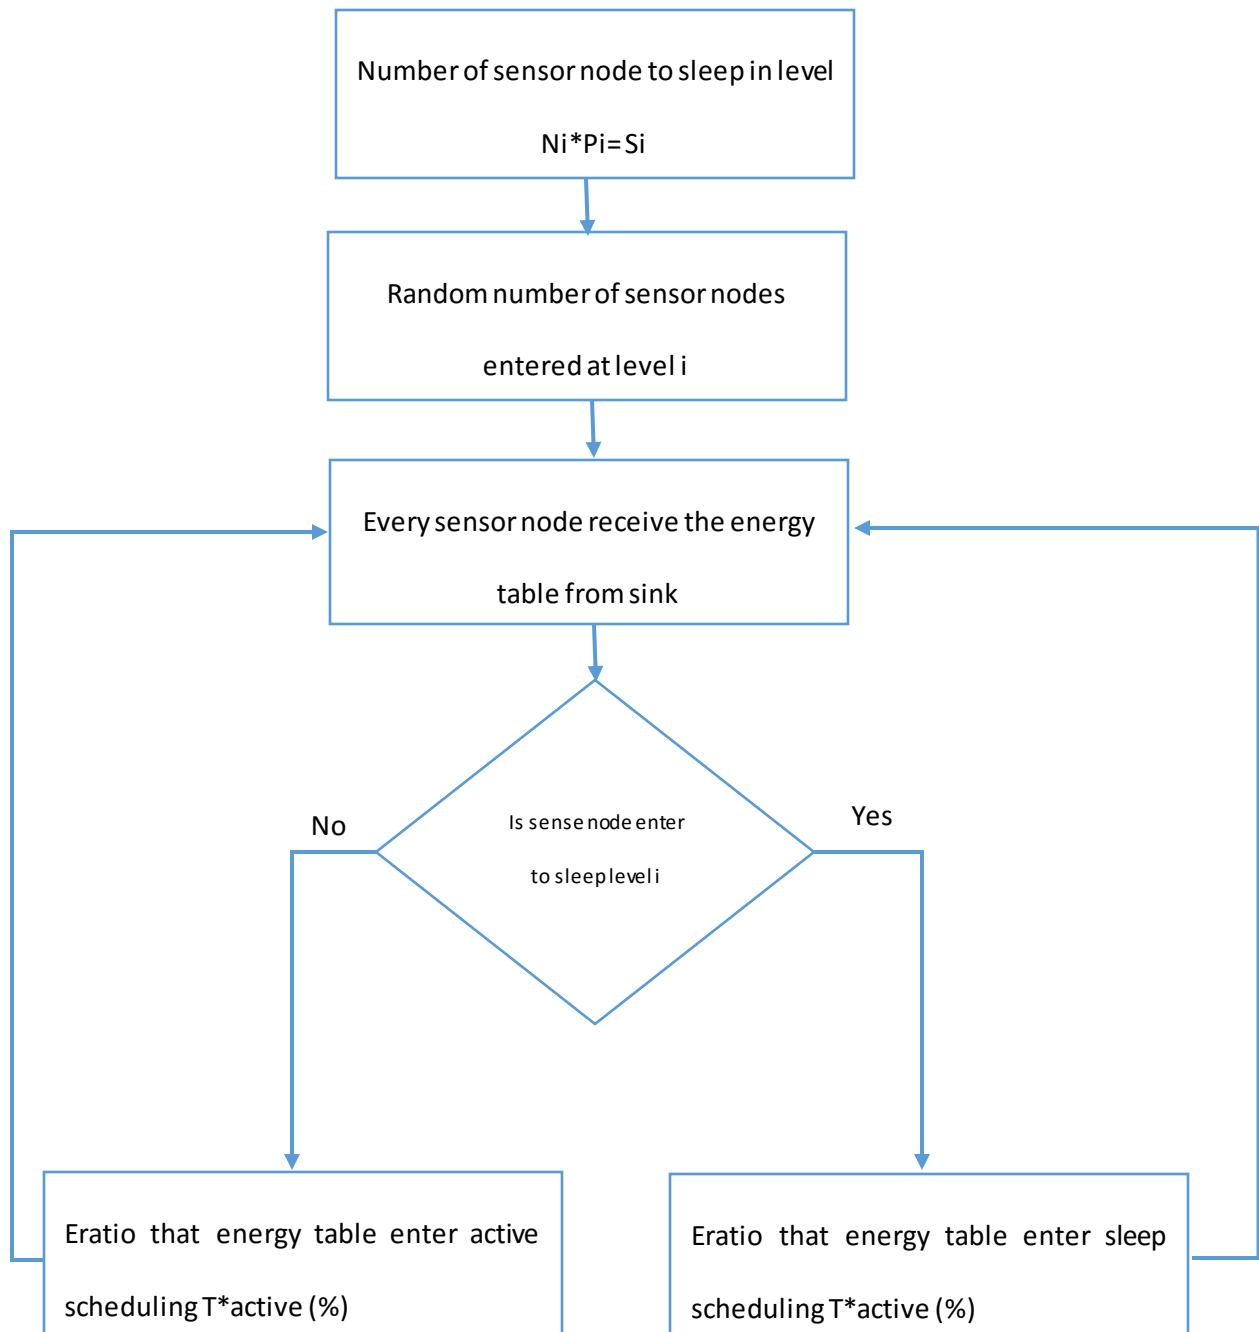 Number of sensor node to sleep in level
Ni*Pi=Si
Random number of sensor nodes
entered at level i
Every sensor node receive the energy
table from sink
No
Yes
Is sense node enter
to sleep level i
Eratio that energy table enter active
scheduling T*active (%)
Eratio that energy table enter sleep
scheduling T*active (%)